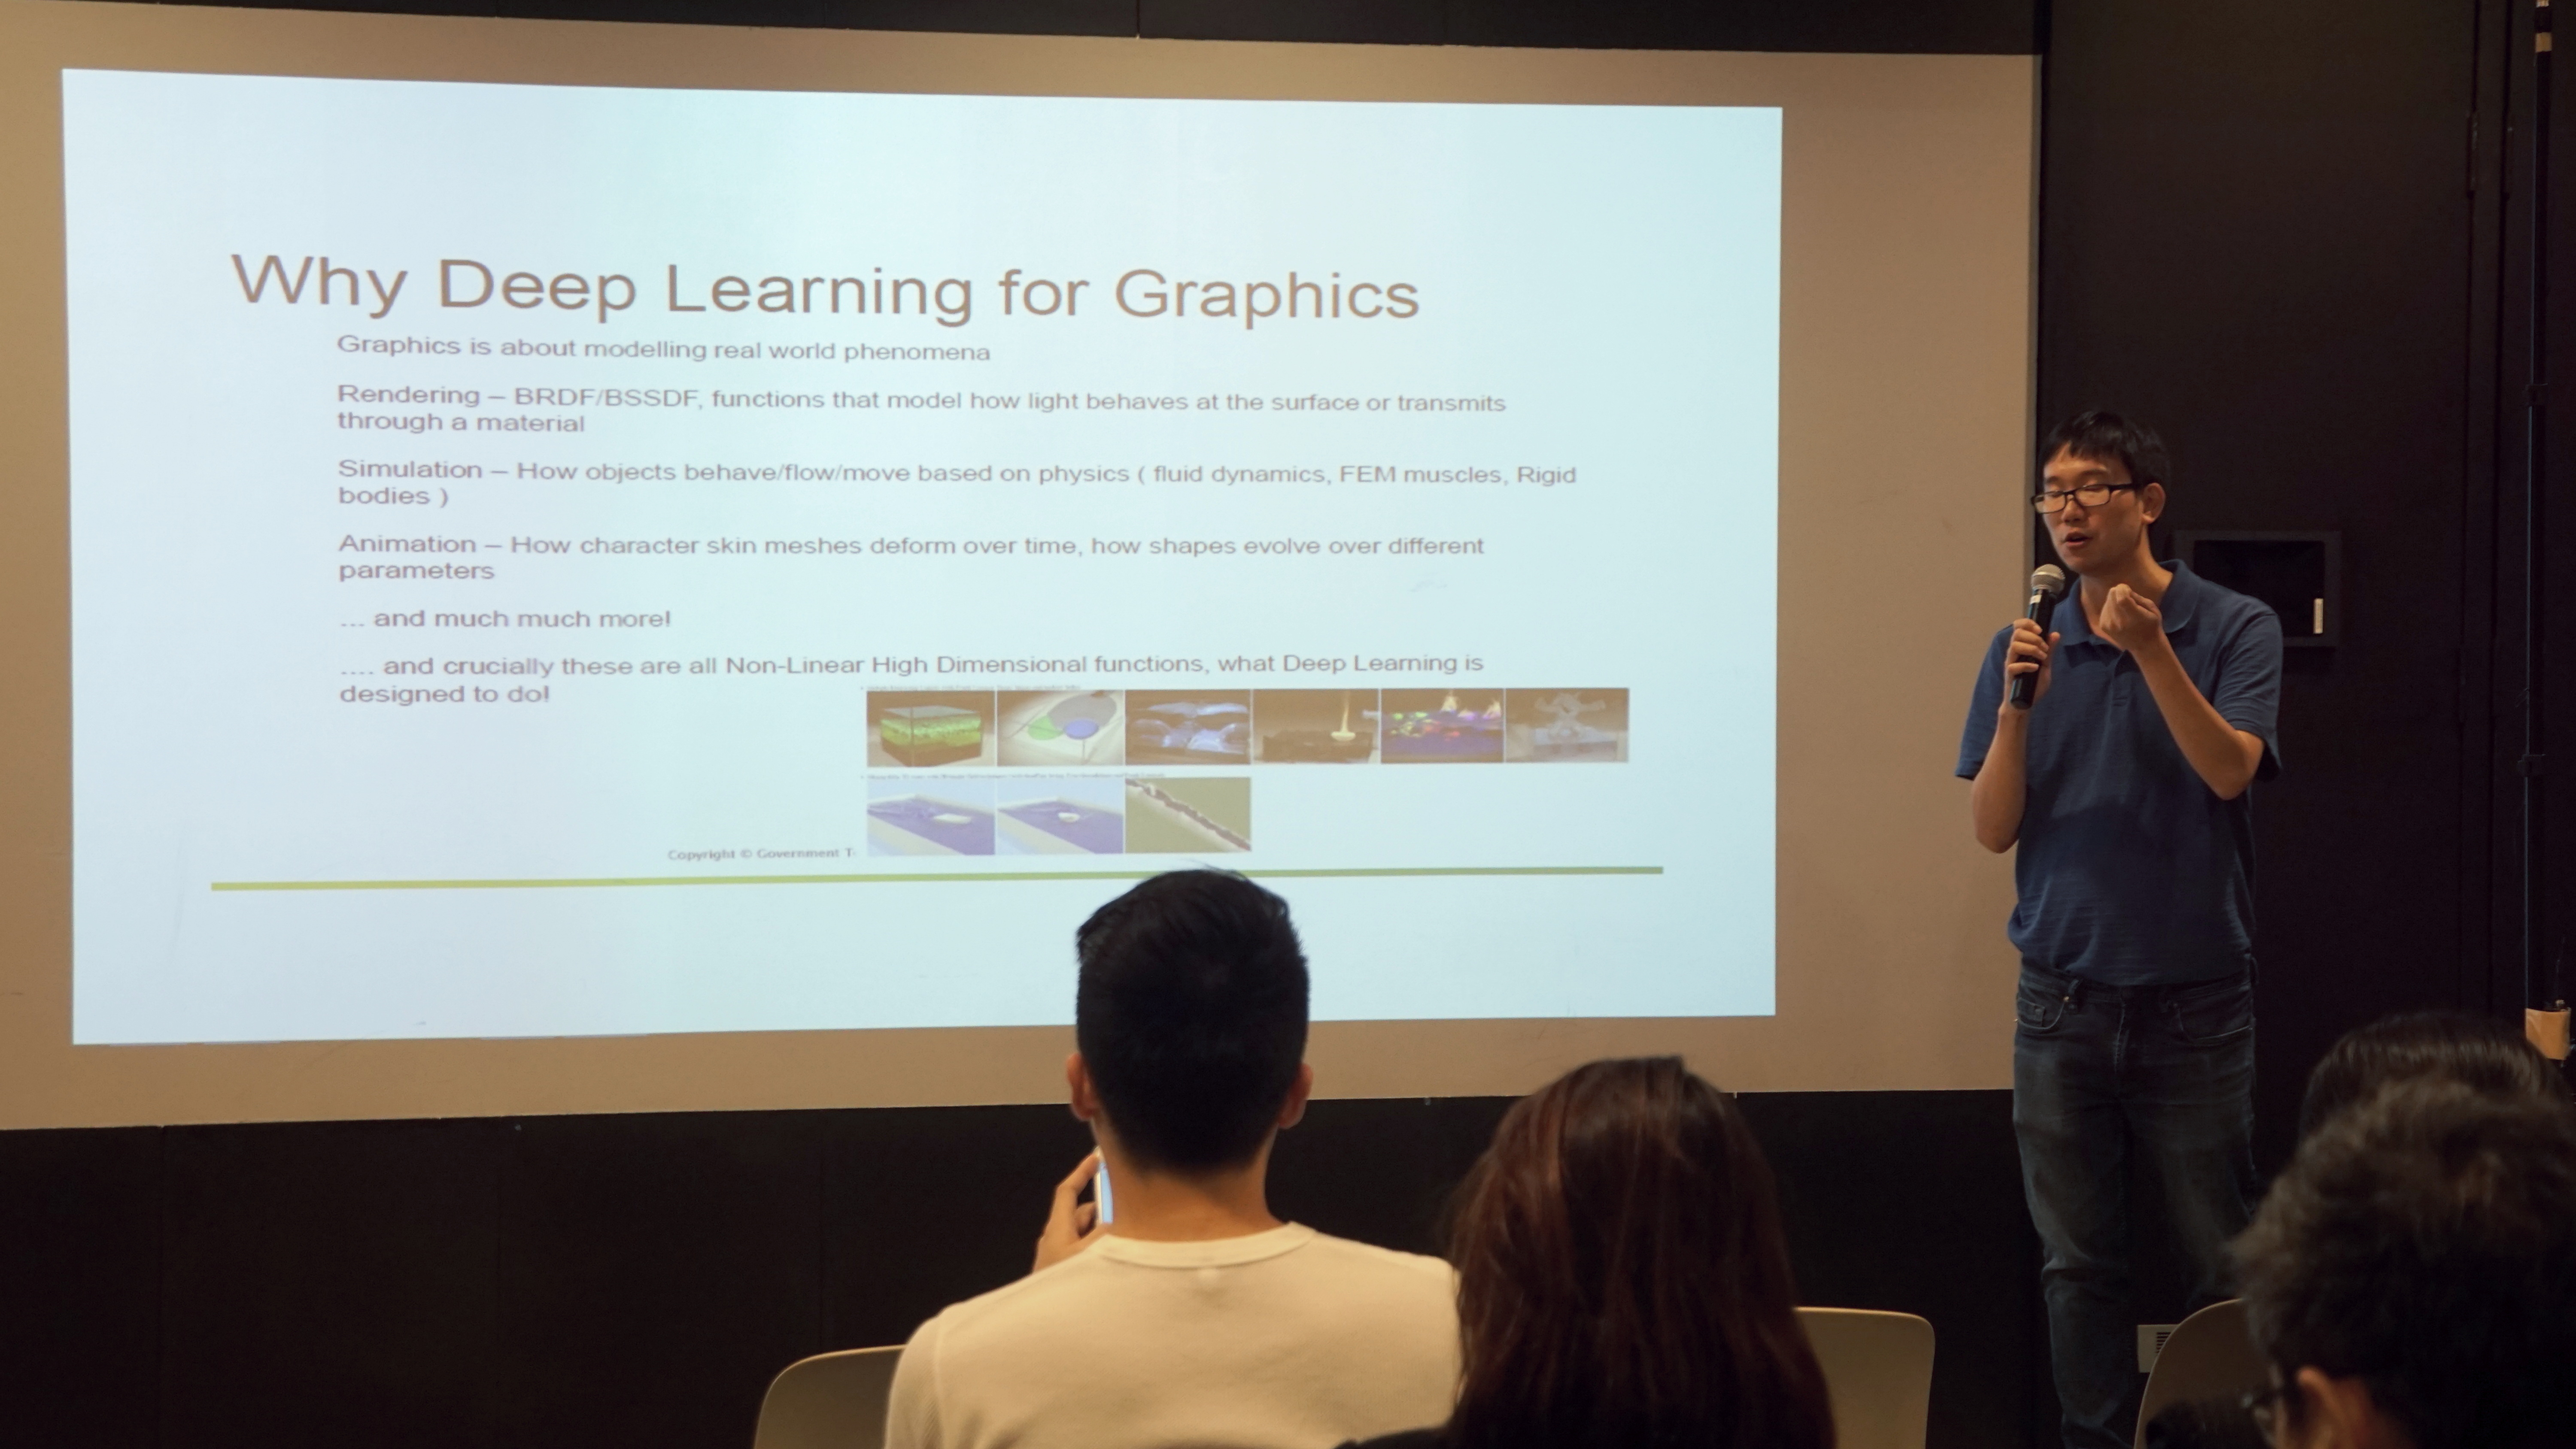 Why Deep Learning for Graphics
Graphics is about modelling real world phenomena
Rendering – BRDF/BSSDF, functions that model how light behaves at the surface or transmits
through a material
Simulation – How objects behave/flow/move based on physics ( fluid dynamics, FEM muscles, Rigid
bodies )
Animation – How character skin meshes deform over time, how shapes evolve over different
parameters
... and much much more!
.... and crucially these are all Non-Linear High Dimensional functions, what Deep Learning is
designed to do!
Copyright © Government T